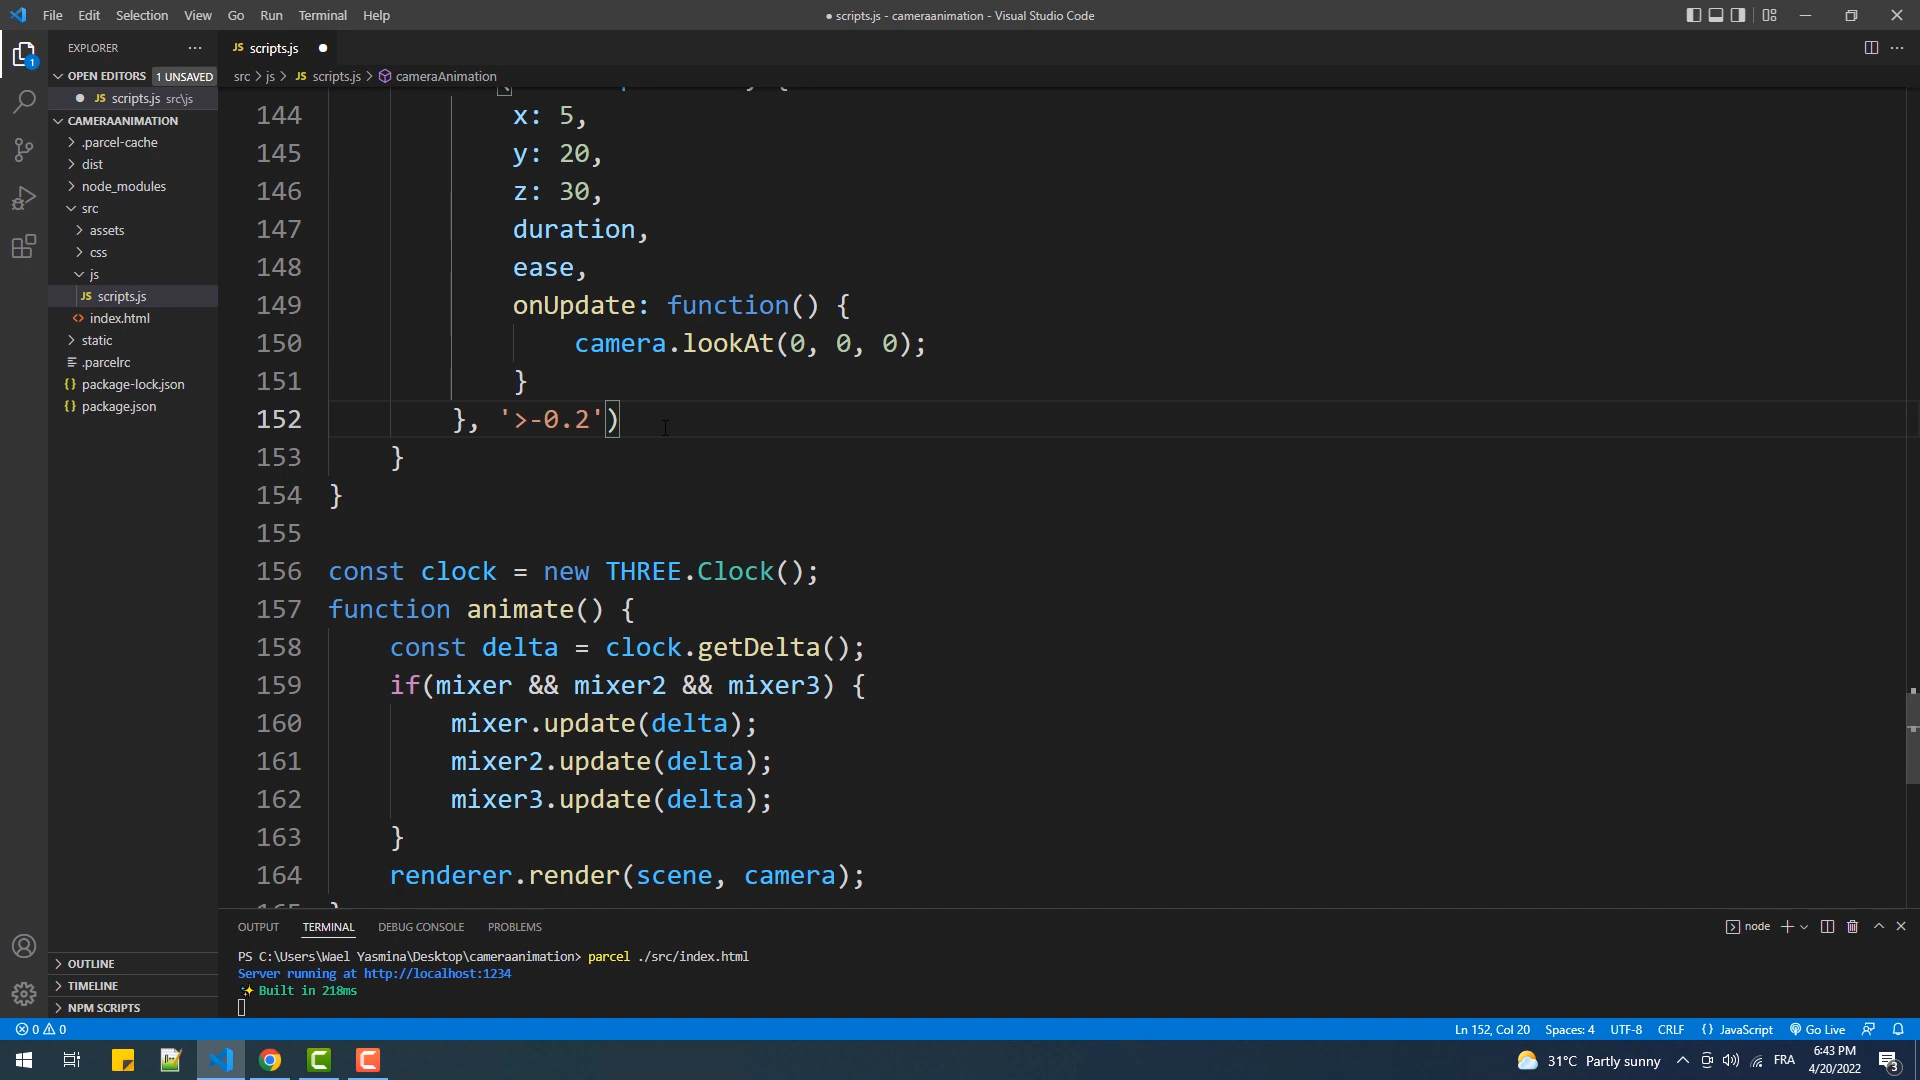 File Edit Selection View Go Run Terminal Help
● scripts.js - cameraanimation - Visual Studio Code
EXPLORER
OPEN EDITORS 1 UNSAVED
JS scripts.js src\js
CAMERAANIMATION
.parcel-cache
dist
node_modules
src
assets
css
js
JS scripts.js
index.html
static
.parcelrc
{} package-lock.json
{} package.json
OUTLINE
TIMELINE
NPM SCRIPTS
1
JS scripts.js
src > js > JS scripts.js > cameraAnimation
144 x: 5,
145 y: 20,
146 z: 30,
147 duration,
148 ease,
149 onUpdate: function() {
150 camera.lookAt(0, 0, 0);
151 }
152 }, '>-0.2')
153 }
154 }
155
156 const clock = new THREE.Clock();
157 function animate() {
158 const delta = clock.getDelta();
159 if(mixer && mixer2 && mixer3) {
160 mixer.update(delta);
161 mixer2.update(delta);
162 mixer3.update(delta);
163 }
164 renderer.render(scene, camera);
OUTPUT TERMINAL DEBUG CONSOLE PROBLEMS
node
PS C:\Users\Wael Yasmina\Desktop\cameraanimation> parcel ./src/index.html
Server running at http://localhost:1234
✨ Built in 218ms
0 0
Ln 152, Col 20 Spaces: 4 UTF-8 CRLF {} JavaScript Go Live
31°C Partly sunny
FRA
6:43 PM
4/20/2022
3